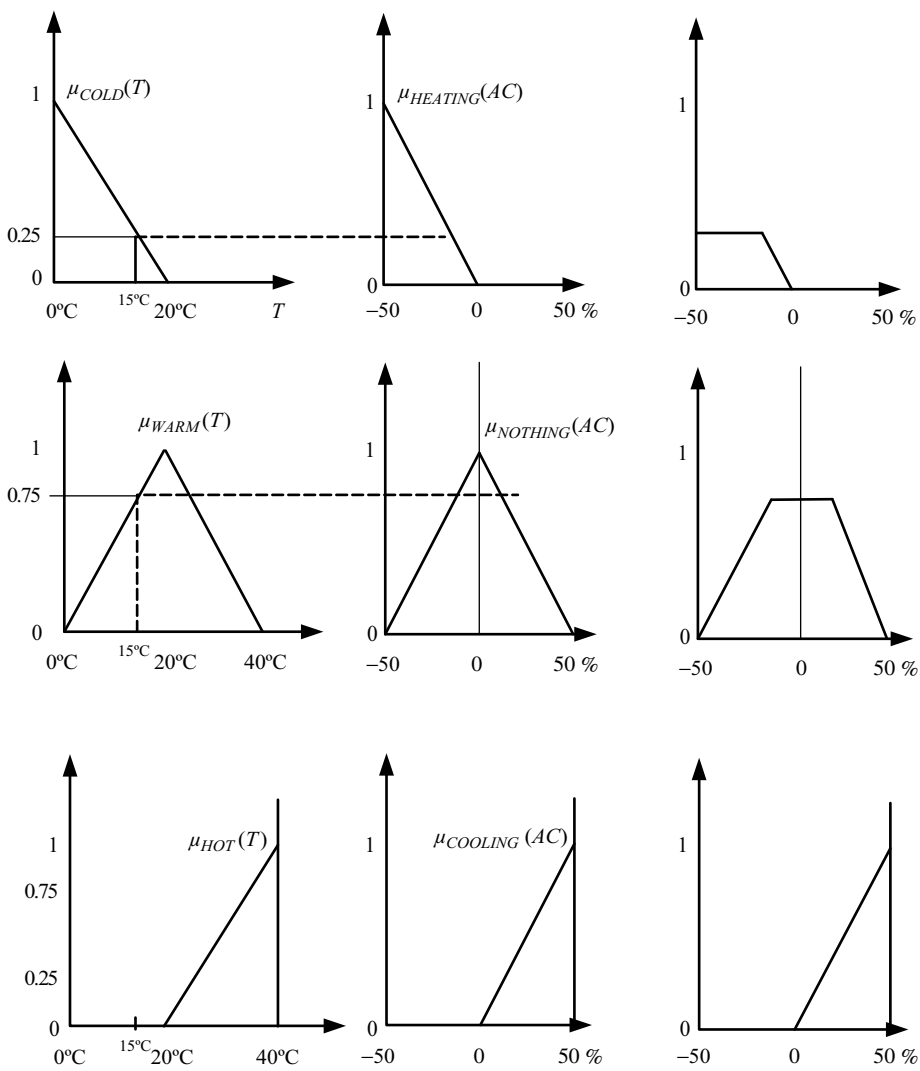 1
μCOLD(T)
0.25
0
0ºC
15ºC
20ºC
T
1
μHEATING(AC)
0
−50
0
50 %
1
0
−50
0
50 %
1
μWARM(T)
0.75
0
0ºC
15ºC
20ºC
40ºC
1
μNOTHING(AC)
0
−50
0
50 %
1
0
−50
0
50 %
1
μHOT(T)
0.75
0.25
0
0ºC
15ºC
20ºC
40ºC
1
μCOOLING (AC)
0
−50
0
50 %
1
0
−50
0
50 %